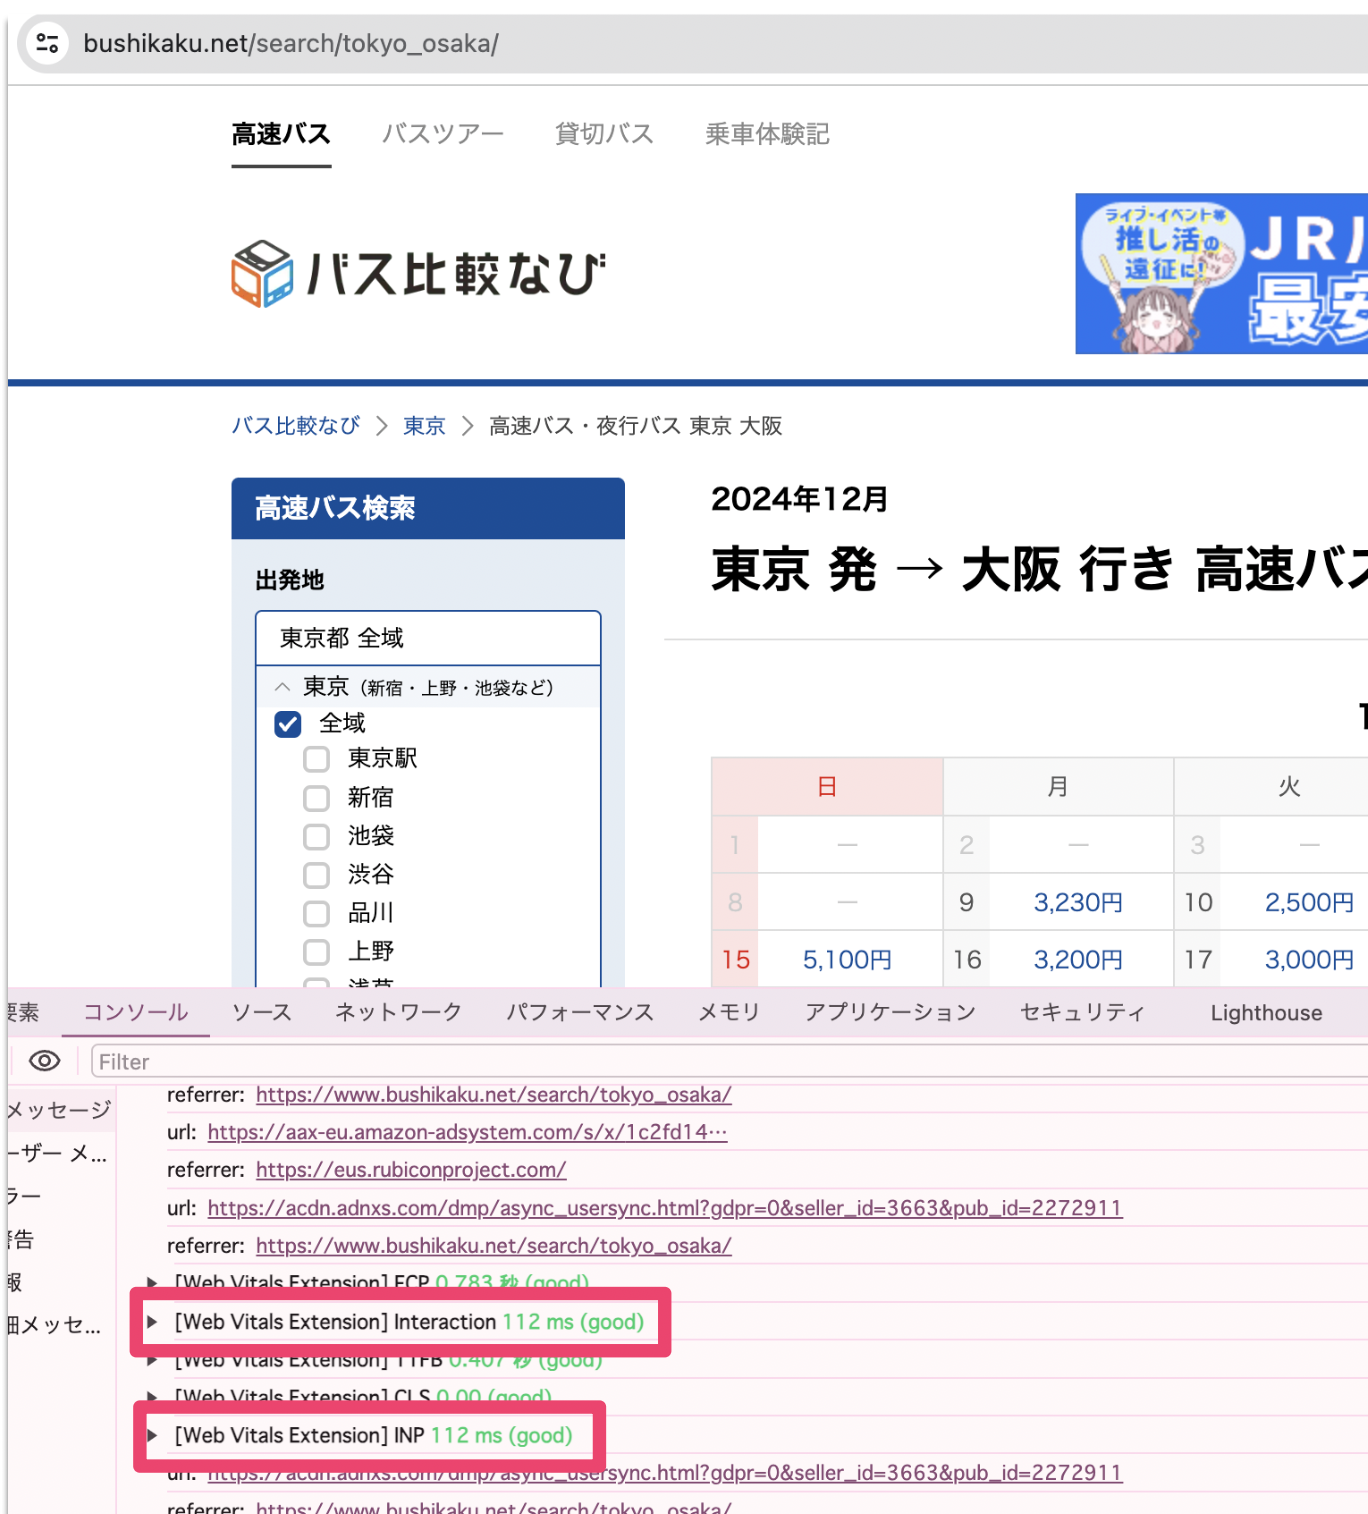 bushikaku.net/search/tokyo_osaka/
高速バス バスツアー 貸切バス 乗車体験記
バス比較なび
ライブ・イベント等
推し活の
遠征に!
JR
最安
バス比較なび > 東京 > 高速バス・夜行バス 東京 大阪
高速バス検索
出発地
東京都 全域
東京（新宿・上野・池袋など）
全域
東京駅
新宿
池袋
渋谷
品川
上野
浅草
2024年12月
東京 発 → 大阪 行き 高速バス
日 月 火
1 — 2 — 3 —
8 — 9 3,230円 10 2,500円
15 5,100円 16 3,200円 17 3,000円
要素 コンソール ソース ネットワーク パフォーマンス メモリ アプリケーション セキュリティ Lighthouse
Filter
メッセージ
ーザー メ...
ラー
警告
報
細メッセ...
referrer: https://www.bushikaku.net/search/tokyo_osaka/
url: https://aax-eu.amazon-adsystem.com/s/x/1c2fd14…
referrer: https://eus.rubiconproject.com/
url: https://acdn.adnxs.com/dmp/async_usersync.html?gdpr=0&seller_id=3663&pub_id=2272911
referrer: https://www.bushikaku.net/search/tokyo_osaka/
[Web Vitals Extension] FCP 0.783 秒 (good)
[Web Vitals Extension] Interaction 112 ms (good)
[Web Vitals Extension] TTFB 0.407 秒 (good)
[Web Vitals Extension] CLS 0.00 (good)
[Web Vitals Extension] INP 112 ms (good)
url: https://acdn.adnxs.com/dmp/async_usersync.html?gdpr=0&seller_id=3663&pub_id=2272911
referrer: https://www.bushikaku.net/search/tokyo_osaka/